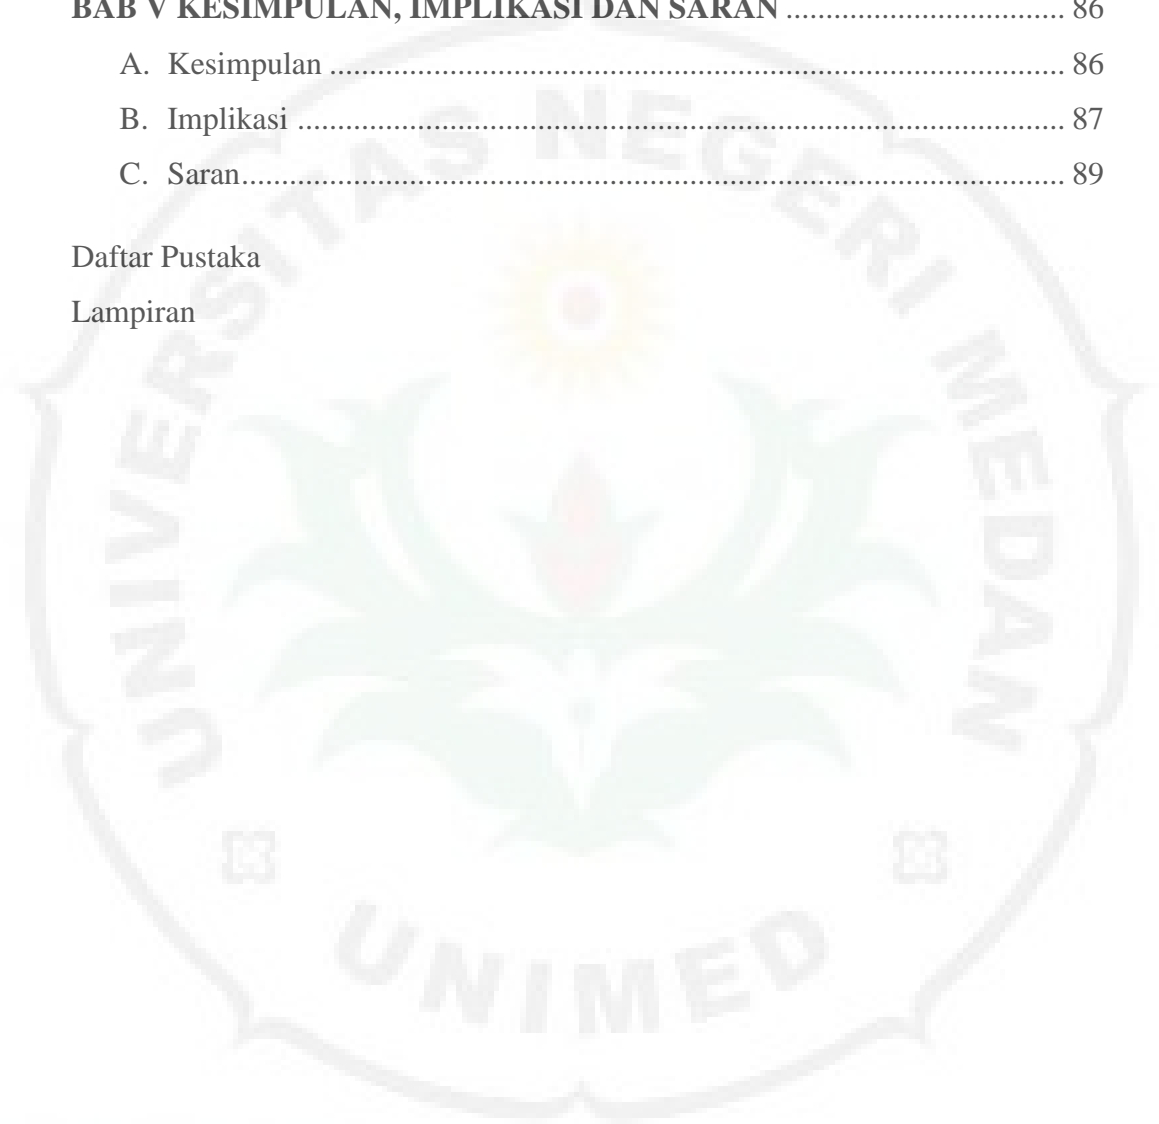 BAB V KESIMPULAN, IMPLIKASI DAN SARAN .................................... 86
A. Kesimpulan ............................................................................................. 86
B. Implikasi ................................................................................................. 87
C. Saran........................................................................................................ 89
Daftar Pustaka
Lampiran
UNIVERSITAS NEGERI MEDAN
UNIMED